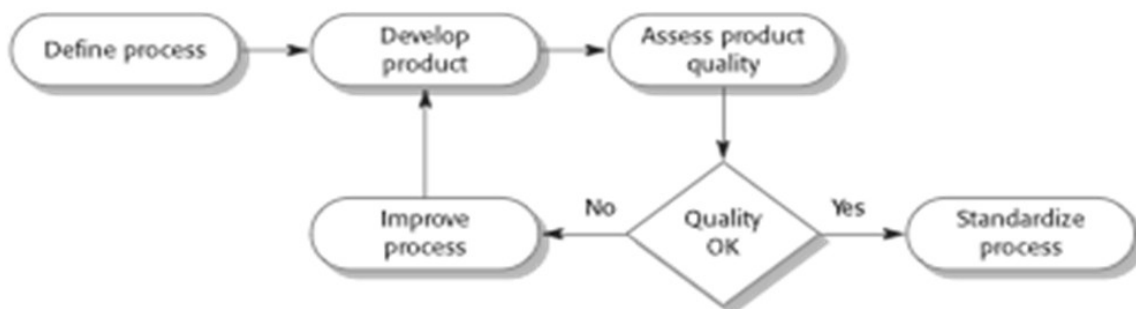 Define process
Develop
product
Assess product
quality
Improve
process
No
Quality
OK
Yes
Standardize
process